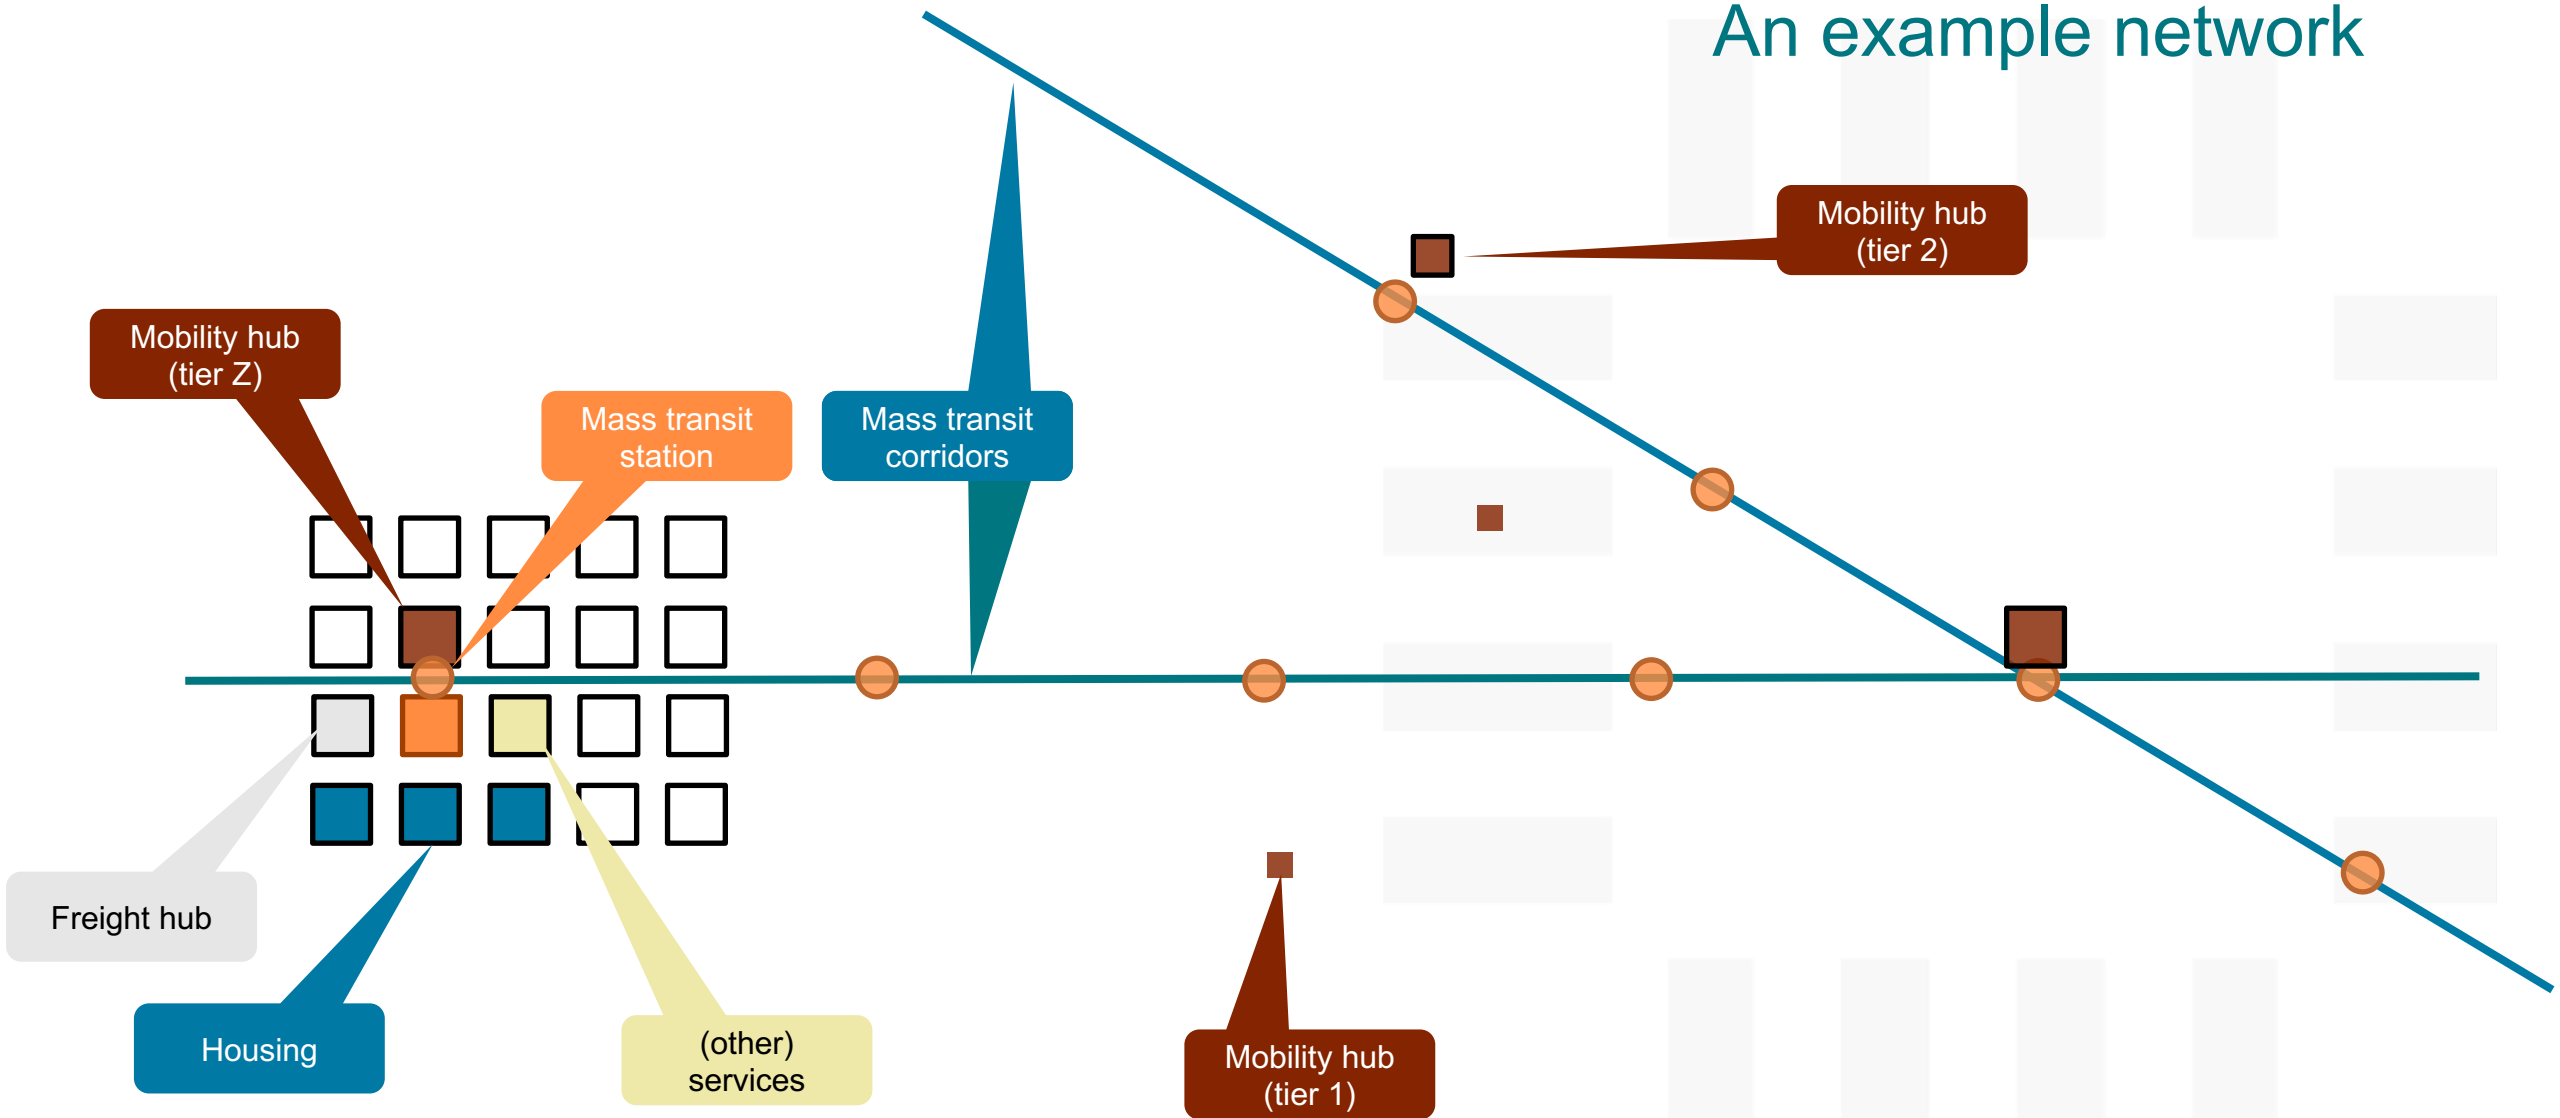 An example network
Mobility hub
(tier 2)
Mobility hub
(tier Z)
Mass transit
station
Mass transit
corridors
Freight hub
Housing
(other)
services
Mobility hub
(tier 1)